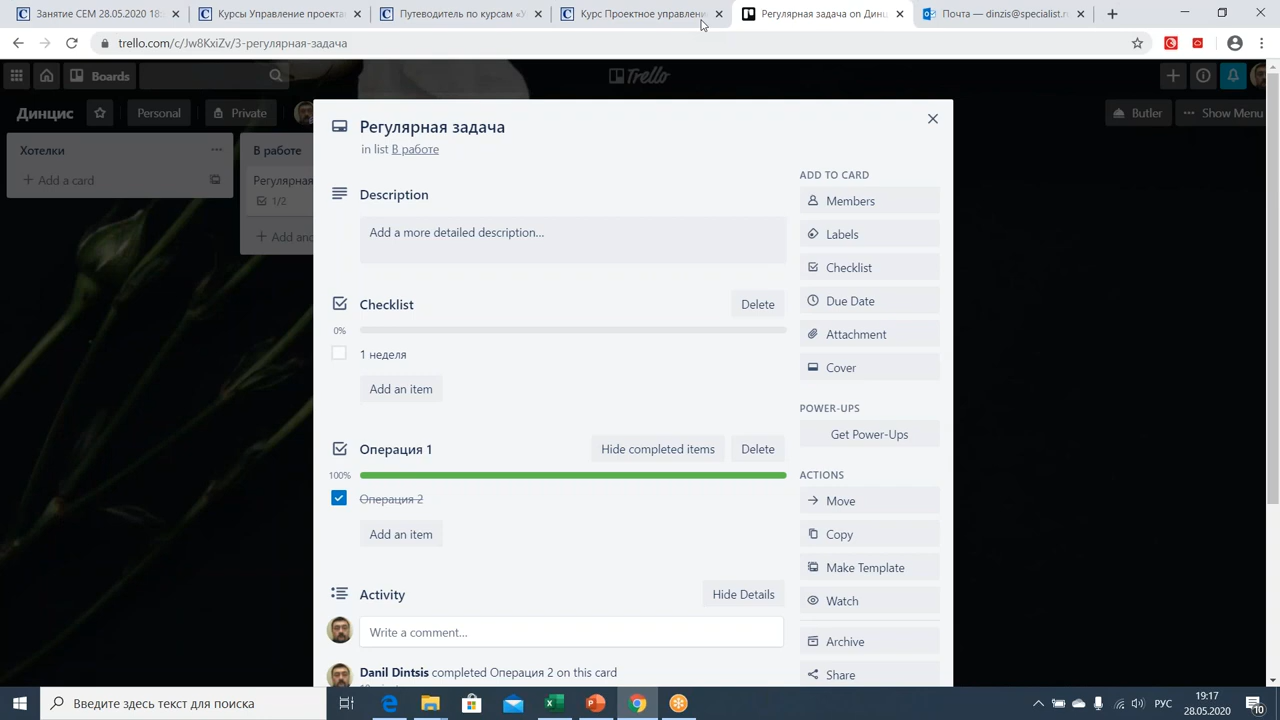 Занятие СЕМ 28.05.2020 18:
Курсы Управление проекта
Путеводитель по курсам «У
Курс Проектное управлени
Регулярная задача on Динц
Почта — dinzis@specialist.r
trello.com/c/Jw8KxiZv/3-регулярная-задача
Boards
Trello
Динцис
Personal
Private
Butler
Show Menu
Хотелки
Add a card
В работе
Регулярная
1/2
Add ano
Регулярная задача
in list В работе
Description
Add a more detailed description...
Checklist
Delete
0%
1 неделя
Add an item
Операция 1
Hide completed items
Delete
100%
Операция 2
Add an item
Activity
Hide Details
Write a comment...
Danil Dintsis completed Операция 2 on this card
ADD TO CARD
Members
Labels
Checklist
Due Date
Attachment
Cover
POWER-UPS
Get Power-Ups
ACTIONS
Move
Copy
Make Template
Watch
Archive
Share
Введите здесь текст для поиска
РУС
19:17
28.05.2020
10